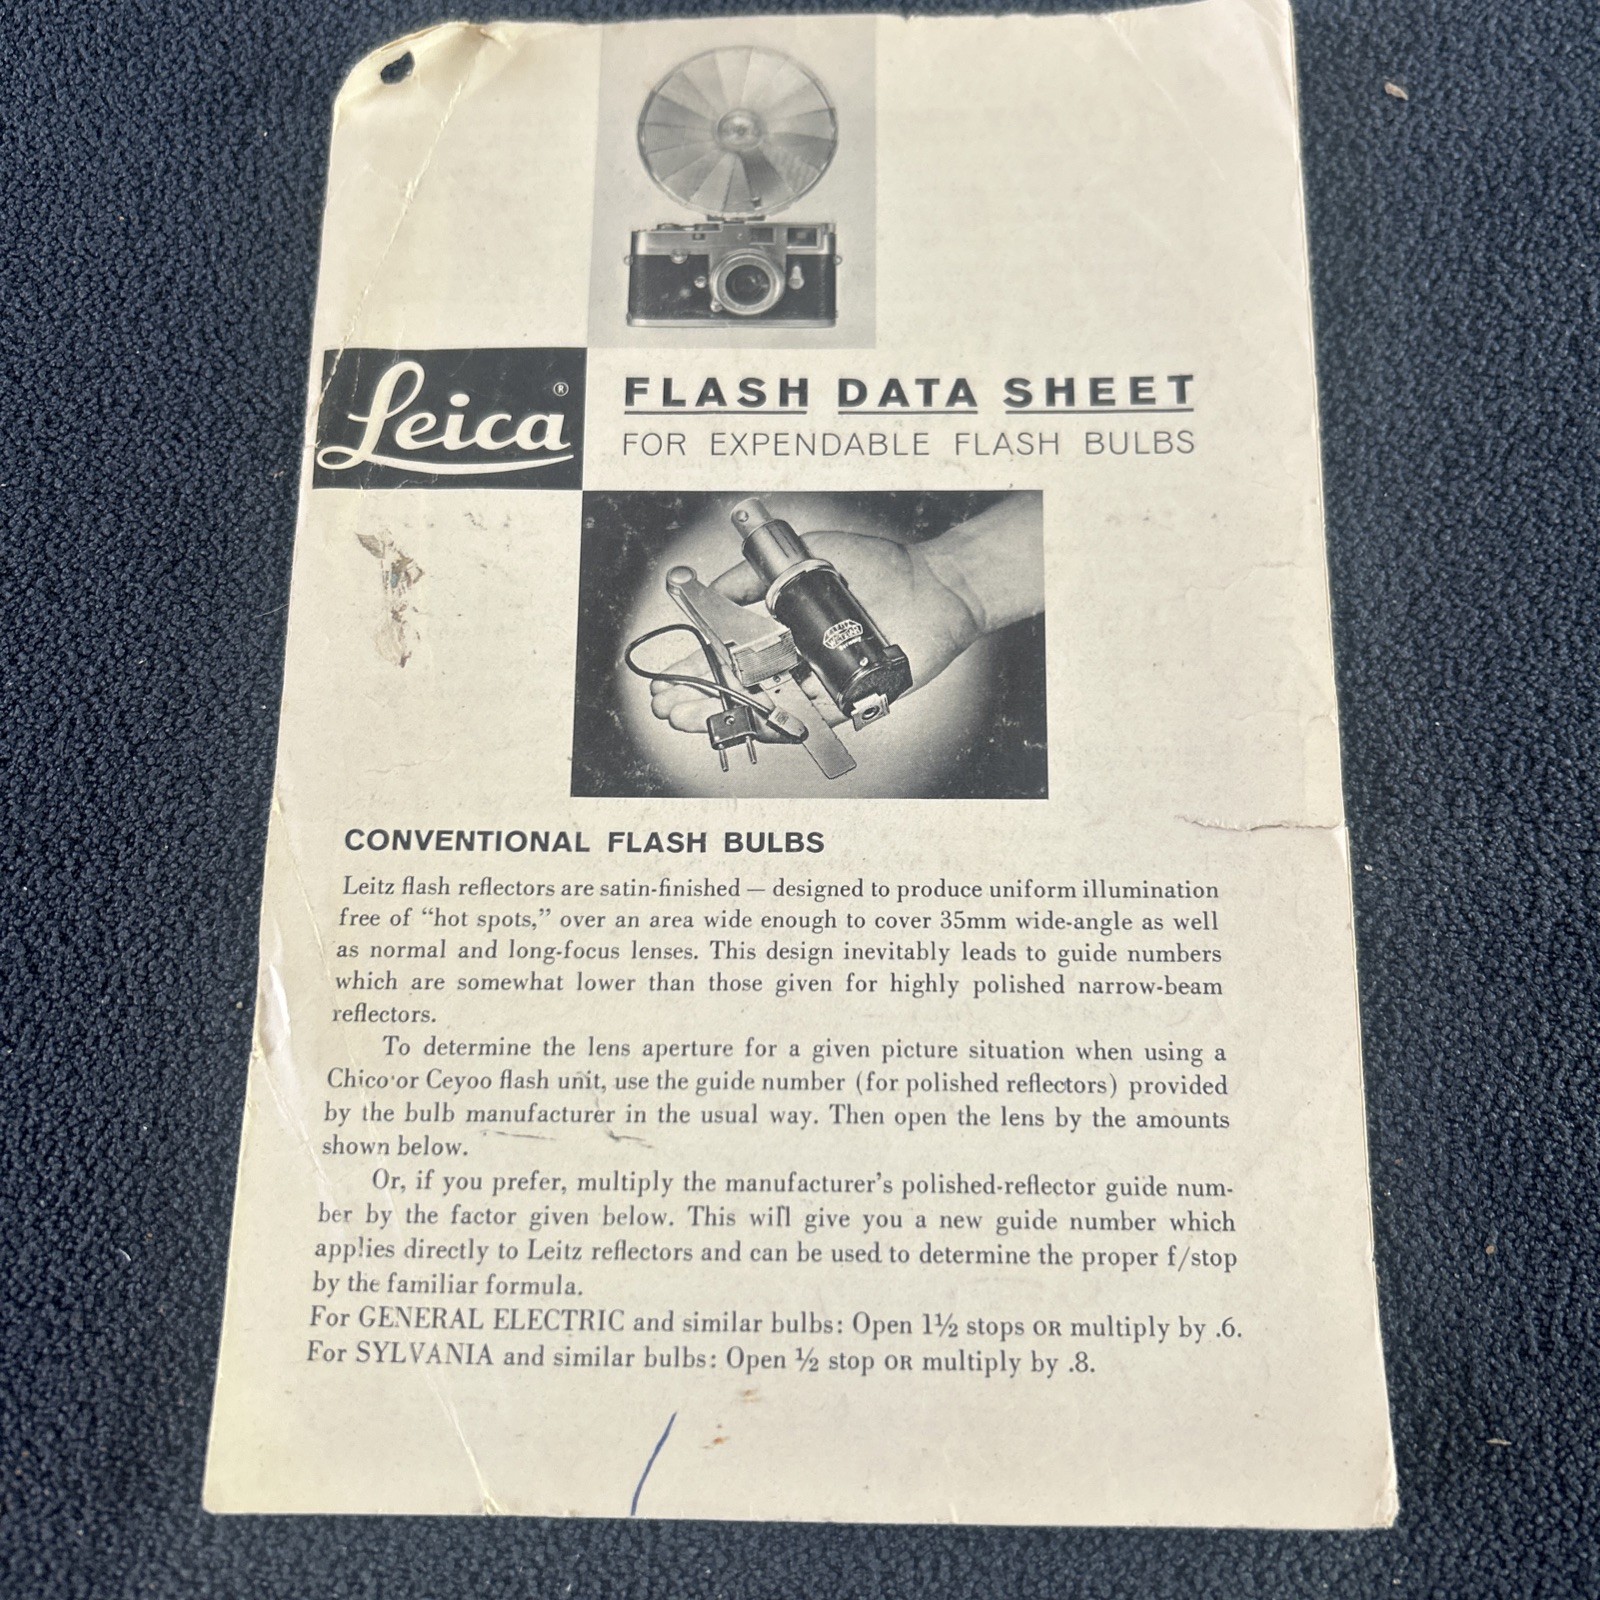 Leica ®
FLASH DATA SHEET
FOR EXPENDABLE FLASH BULBS
CONVENTIONAL FLASH BULBS
Leitz flash reflectors are satin-finished — designed to produce uniform illumination
free of “hot spots,” over an area wide enough to cover 35mm wide-angle as well
as normal and long-focus lenses. This design inevitably leads to guide numbers
which are somewhat lower than those given for highly polished narrow-beam
reflectors.
To determine the lens aperture for a given picture situation when using a
Chico or Ceyoo flash unit, use the guide number (for polished reflectors) provided
by the bulb manufacturer in the usual way. Then open the lens by the amounts
shown below.
Or, if you prefer, multiply the manufacturer’s polished-reflector guide num-
ber by the factor given below. This will give you a new guide number which
applies directly to Leitz reflectors and can be used to determine the proper f/stop
by the familiar formula.
For GENERAL ELECTRIC and similar bulbs: Open 1½ stops OR multiply by .6.
For SYLVANIA and similar bulbs: Open ½ stop OR multiply by .8.